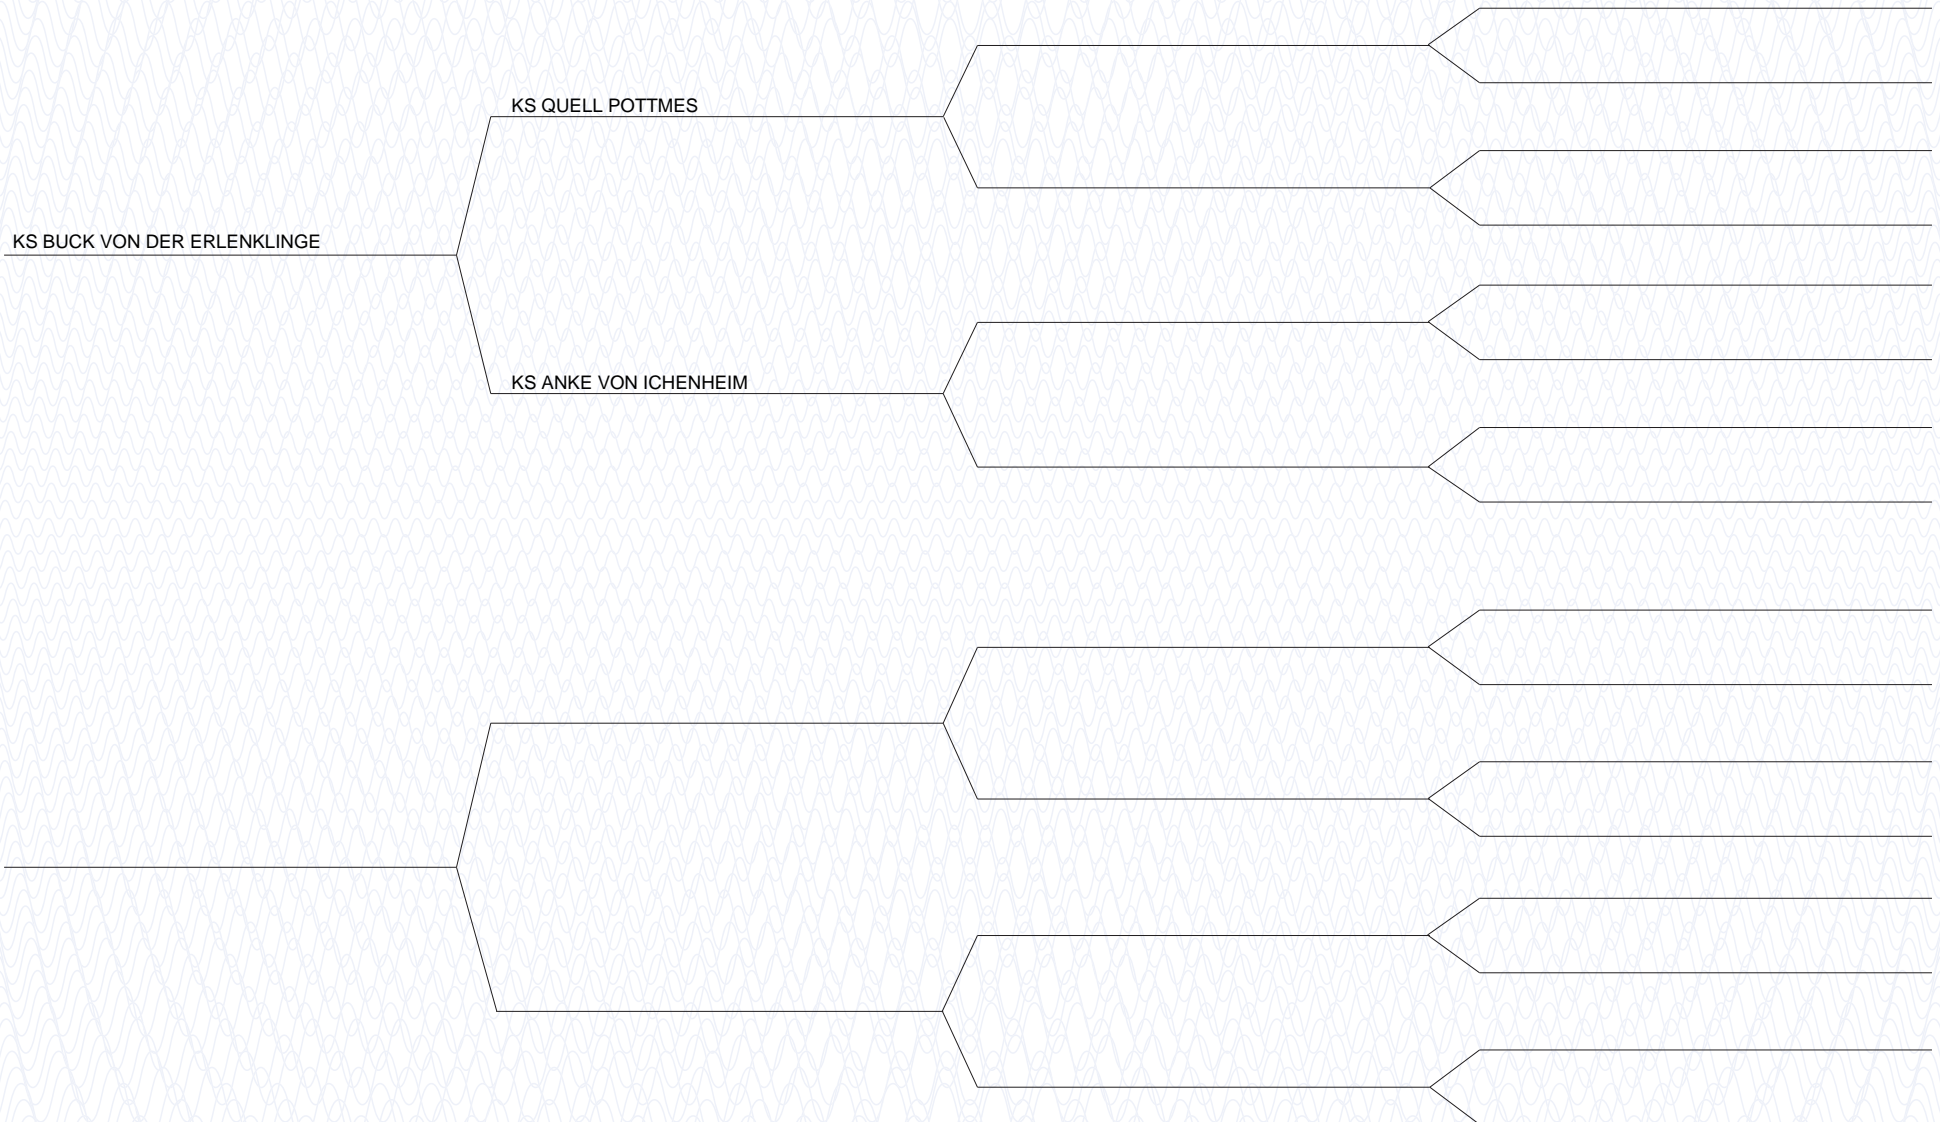 KS QUELL POTTMES
KS BUCK VON DER ERLENKLINGE
KS ANKE VON ICHENHEIM